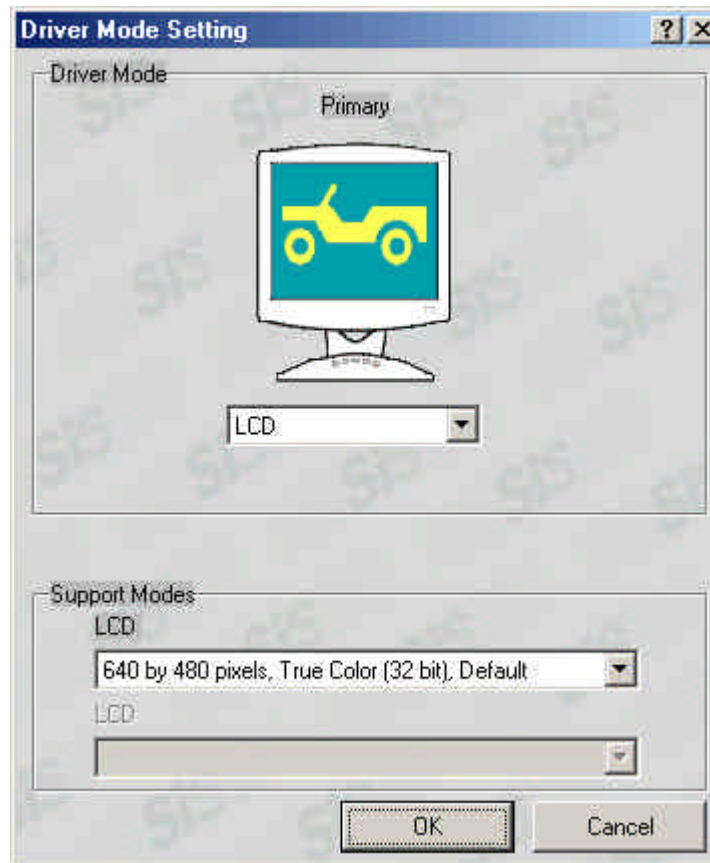 Driver Mode Setting
Driver Mode
Primary
LCD
Support Modes
LCD
640 by 480 pixels, True Color (32 bit), Default
LCD
OK
Cancel
SiS